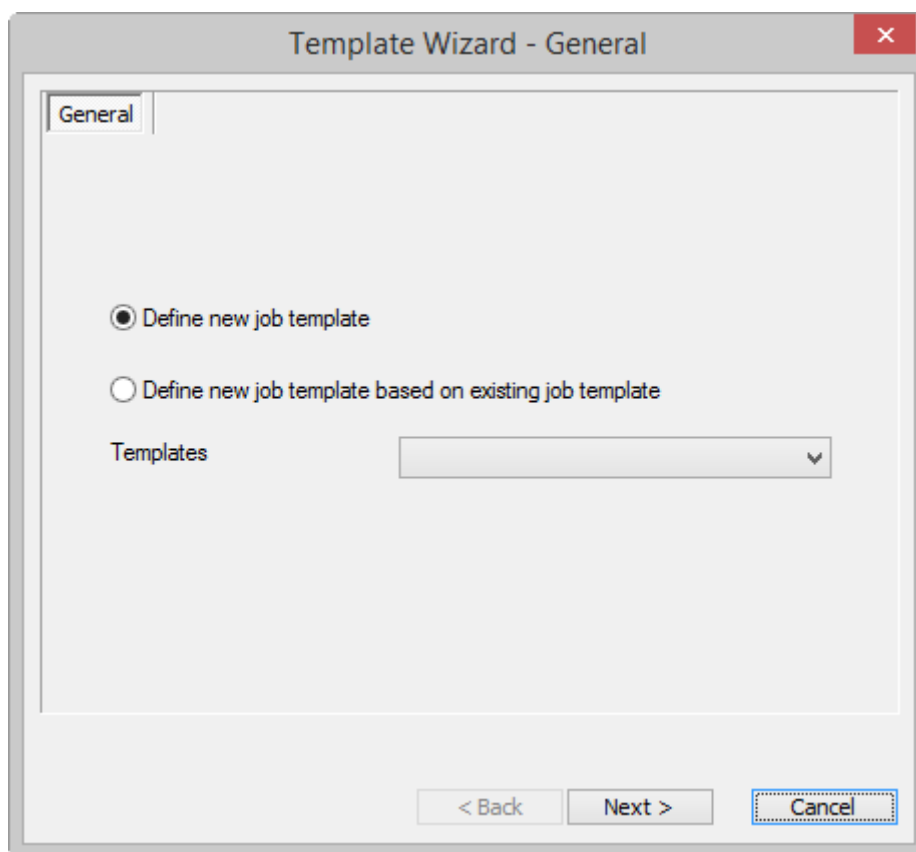 Template Wizard - General
General
Define new job template
Define new job template based on existing job template
Templates
< Back Next > Cancel